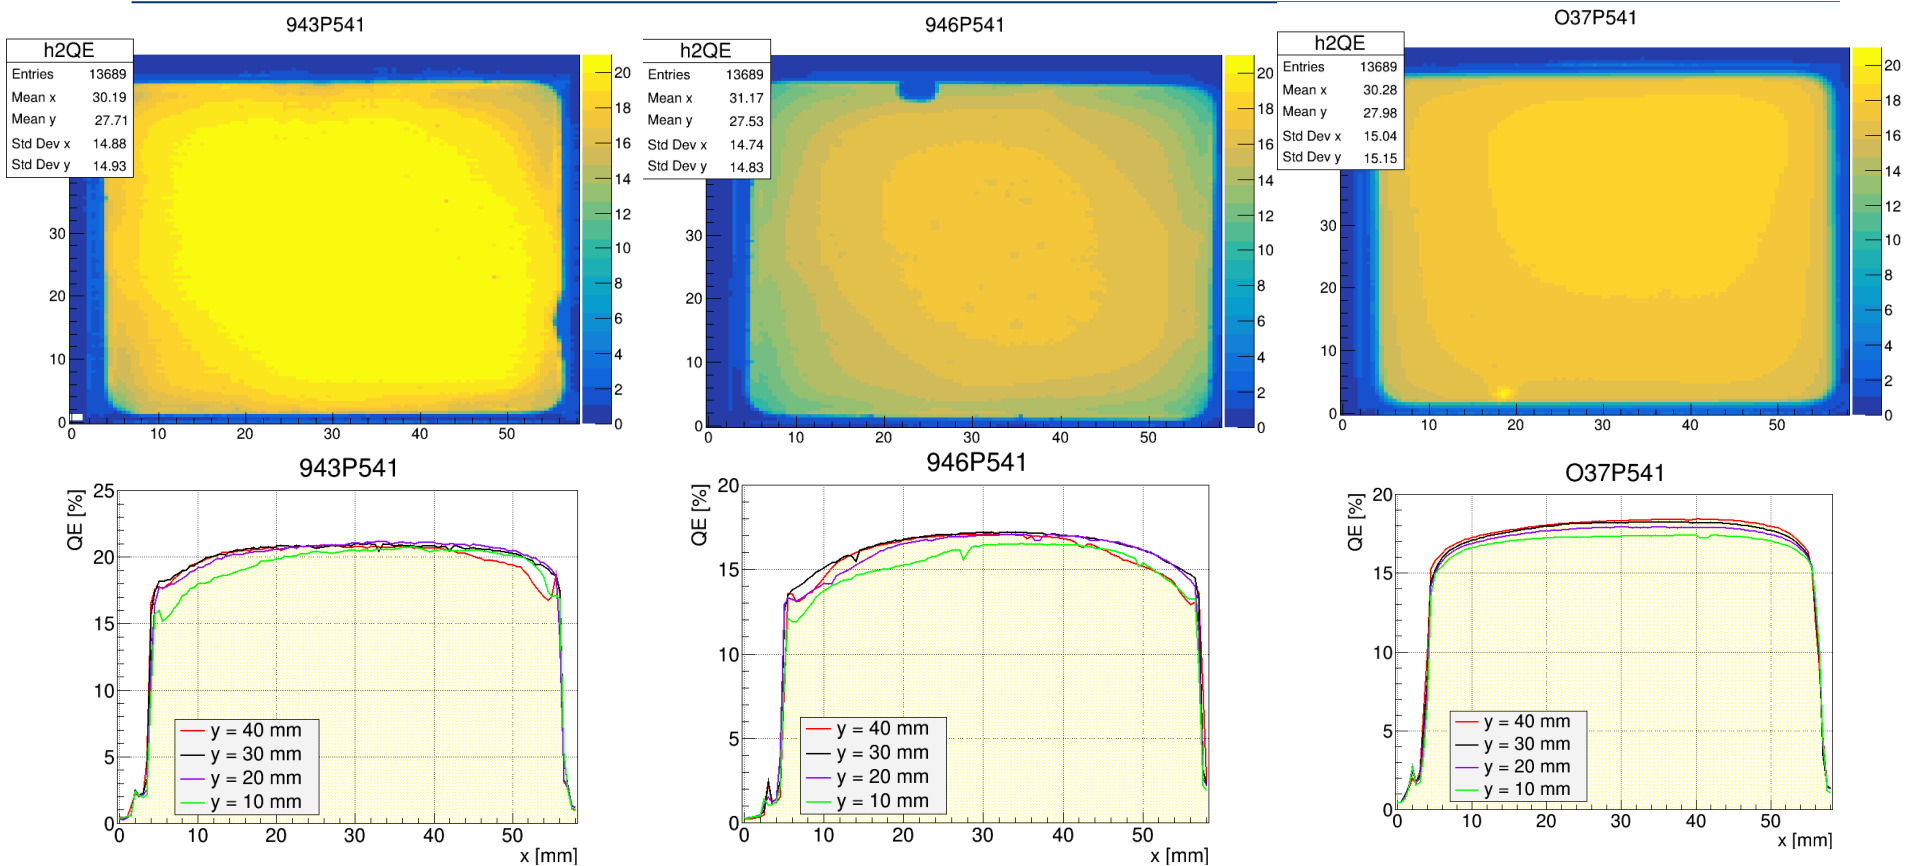 943P541
h2QE
Entries 13689
Mean x 30.19
Mean y 27.71
Std Dev x 14.88
Std Dev y 14.93
30
20
10
0
0 10 20 30 40 50
20
18
16
14
12
10
8
6
4
2
0
946P541
h2QE
Entries 13689
Mean x 31.17
Mean y 27.53
Std Dev x 14.74
Std Dev y 14.83
30
20
10
0
0 10 20 30 40 50
20
18
16
14
12
10
8
6
4
2
0
O37P541
h2QE
Entries 13689
Mean x 30.28
Mean y 27.98
Std Dev x 15.04
Std Dev y 15.15
30
20
10
0
0 10 20 30 40 50
20
18
16
14
12
10
8
6
4
2
0
943P541
QE [%]
25
20
15
10
5
0
y = 40 mm
y = 30 mm
y = 20 mm
y = 10 mm
0 10 20 30 40 50
x [mm]
946P541
QE [%]
20
15
10
5
0
y = 40 mm
y = 30 mm
y = 20 mm
y = 10 mm
0 10 20 30 40 50
x [mm]
O37P541
QE [%]
20
15
10
5
0
y = 40 mm
y = 30 mm
y = 20 mm
y = 10 mm
0 10 20 30 40 50
x [mm]